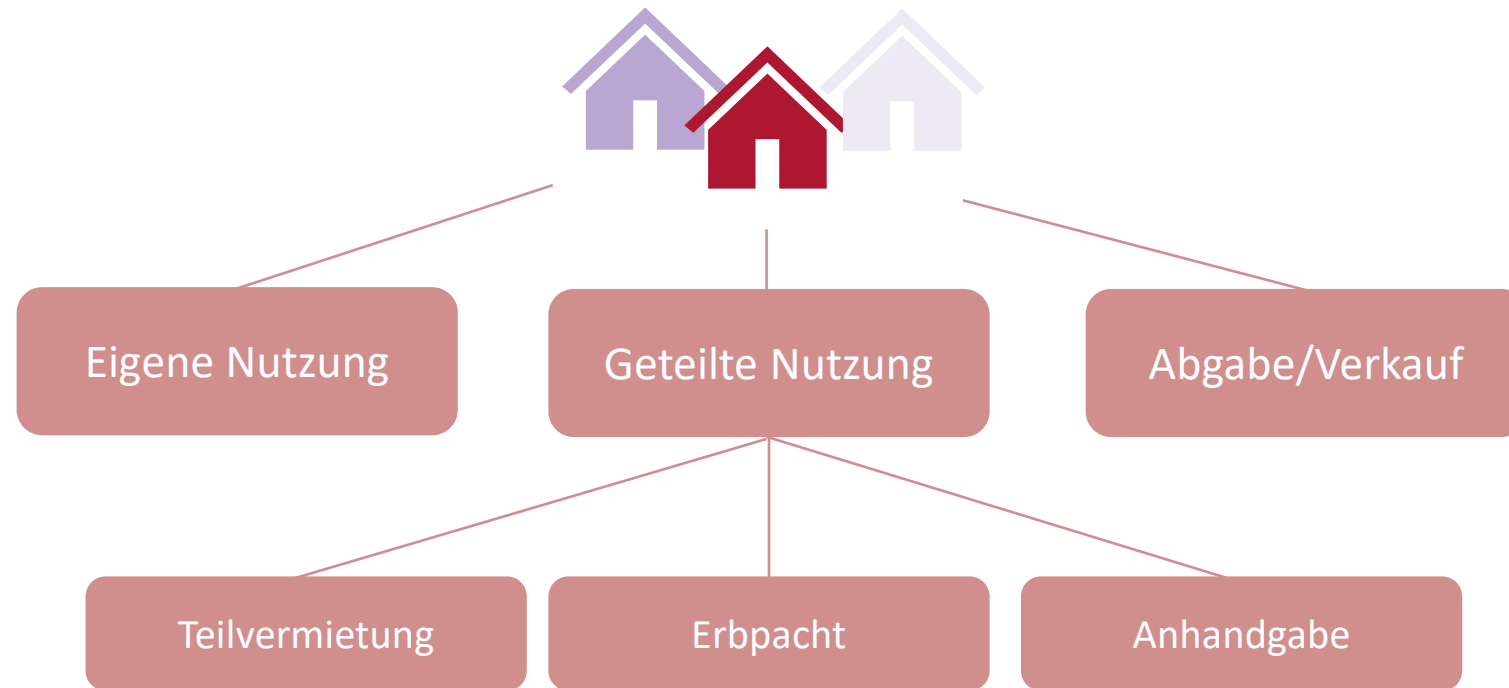 Eigene Nutzung
Geteilte Nutzung
Abgabe/Verkauf
Teilvermietung
Erbpacht
Anhandgabe